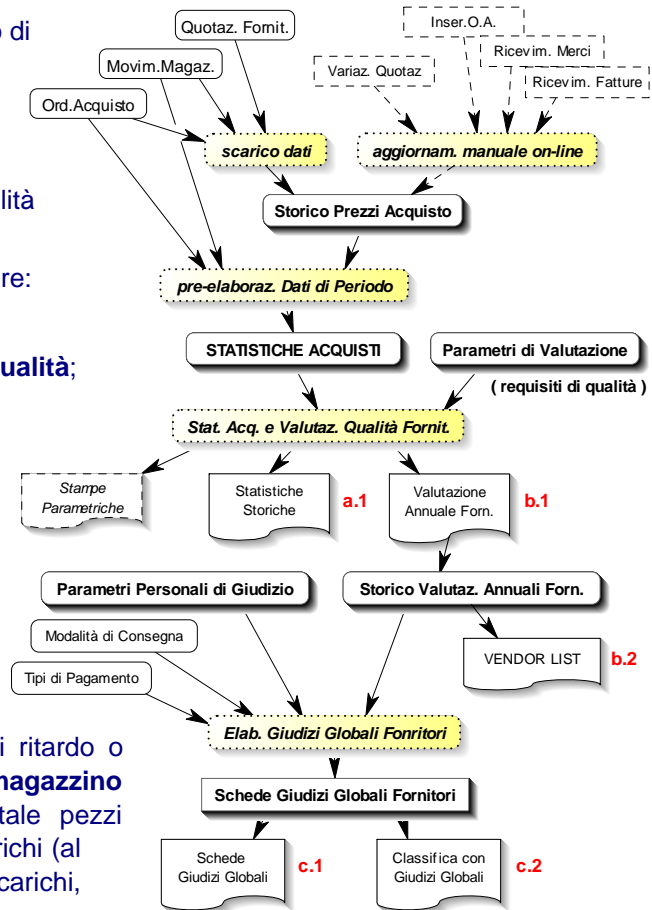 o di
Quotaz. Fornit.
Inser.O.A.
Movim.Magaz.
Ricevim. Merci
Variaz. Quotaz
Ricevim. Fatture
Ord.Acquisto
scarico dati
aggiornam. manuale on-line
lità
Storico Prezzi Acquisto
re:
pre-elaboraz. Dati di Periodo
STATISTICHE ACQUISTI
Parametri di Valutazione
ualità;
( requisiti di qualità )
Stat. Acq. e Valutaz. Qualità Fornit.
Stampe
Parametriche
Statistiche
Storiche
a.1
Valutazione
Annuale Forn.
b.1
Parametri Personali di Giudizio
Storico Valutaz. Annuali Forn.
Modalità di Consegna
VENDOR LIST
b.2
Tipi di Pagamento
Elab. Giudizi Globali Fonritori
i ritardo o
magazzino
tale pezzi
richi (al
carichi,
Schede Giudizi Globali Fornitori
Schede
Giudizi Globali
c.1
Classifica con
Giudizi Globali
c.2